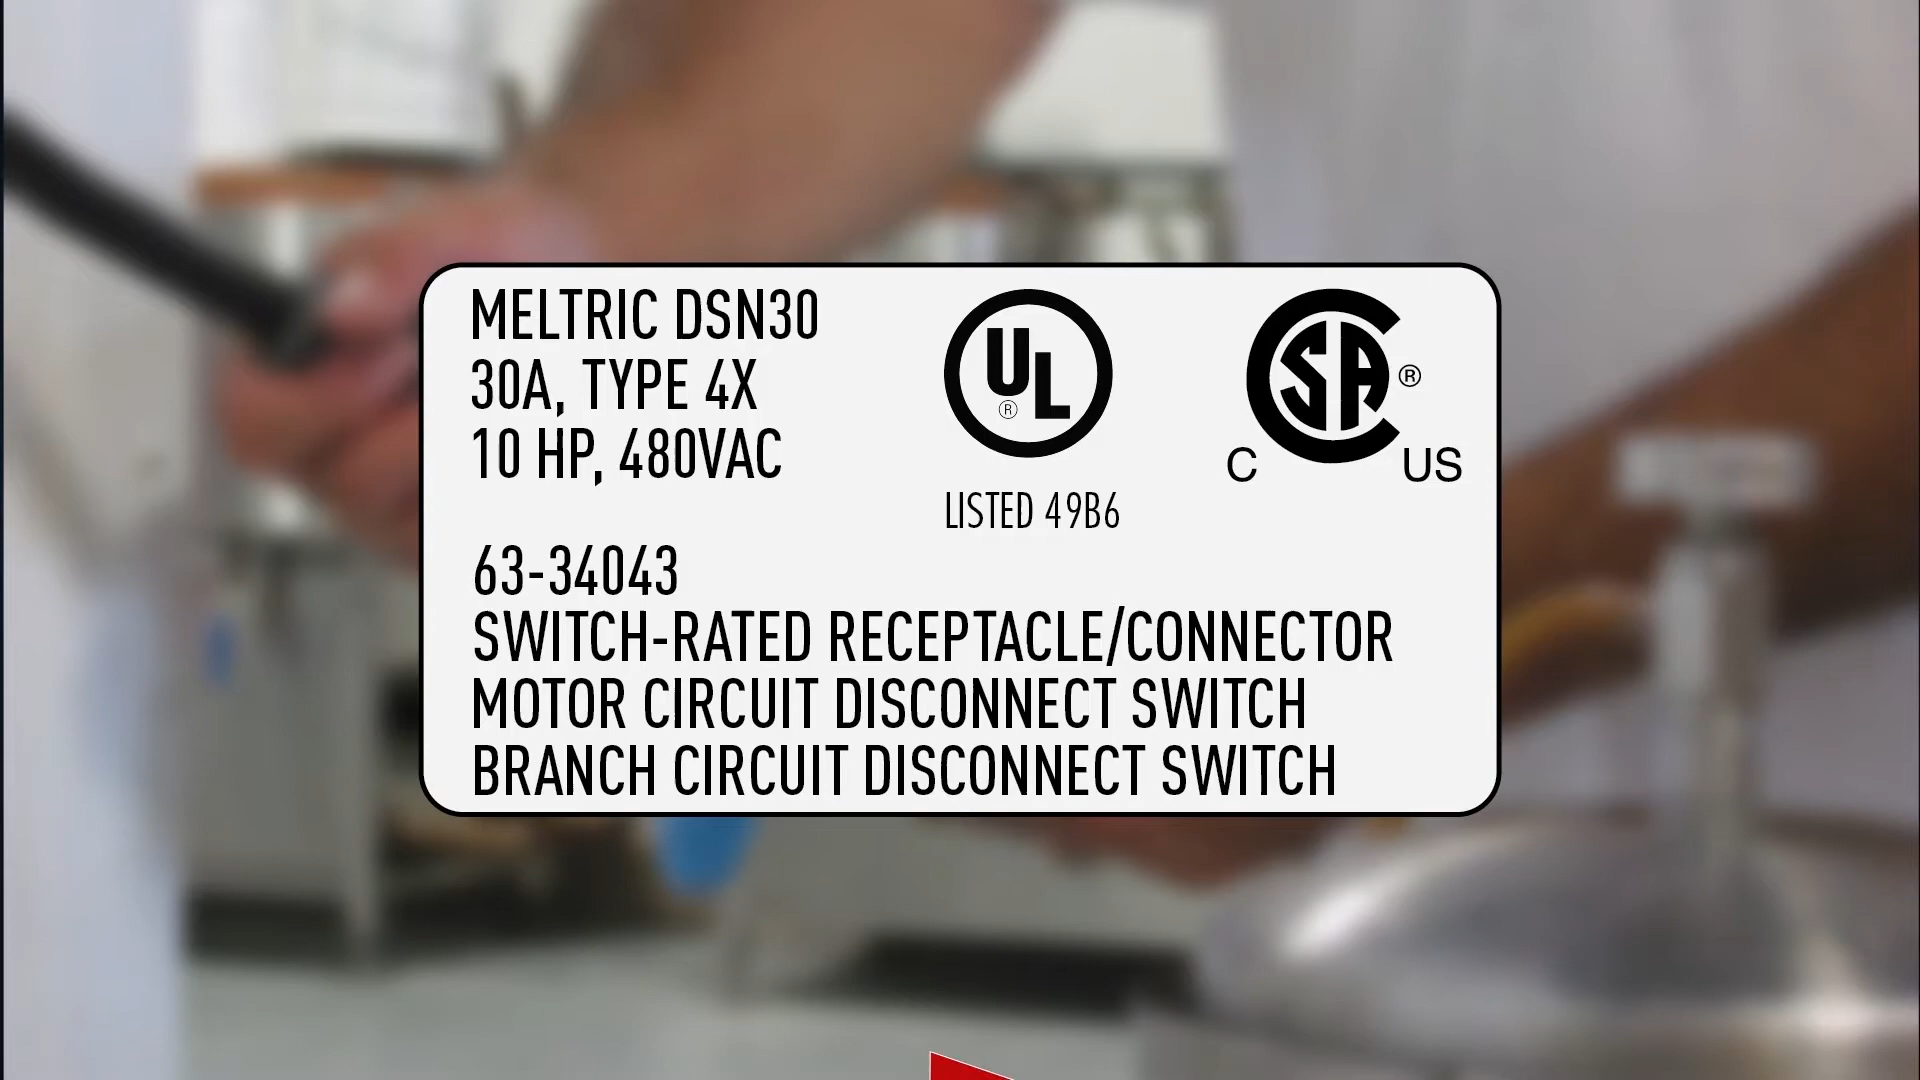 MELTRIC DSN30
30A, TYPE 4X
10 HP, 480VAC
UL
®
LISTED 49B6
SA ®
C US
63-34043
SWITCH-RATED RECEPTACLE/CONNECTOR
MOTOR CIRCUIT DISCONNECT SWITCH
BRANCH CIRCUIT DISCONNECT SWITCH